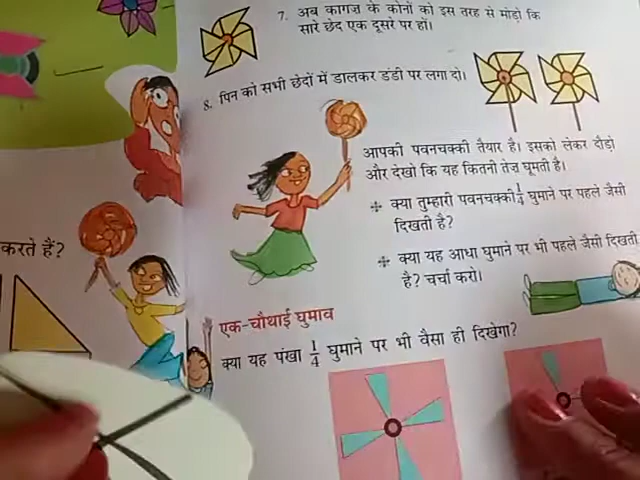 7. अब कागज़ के कोनों को इस तरह से मोड़ो कि
सारे छेद एक दूसरे पर हों।
8. पिन को सभी छेदों में डालकर डंडी पर लगा दो।
आपकी पवनचक्की तैयार है। इसको लेकर दौड़ो
और देखो कि यह कितनी तेज़ घूमती है।
क्या तुम्हारी पवनचक्की 1/4 घुमाने पर पहले जैसी
दिखती है?
क्या यह आधा घुमाने पर भी पहले जैसी दिखती
है? चर्चा करो।
करते हैं?
एक-चौथाई घुमाव
क्या यह पंखा 1/4 घुमाने पर भी वैसा ही दिखेगा?